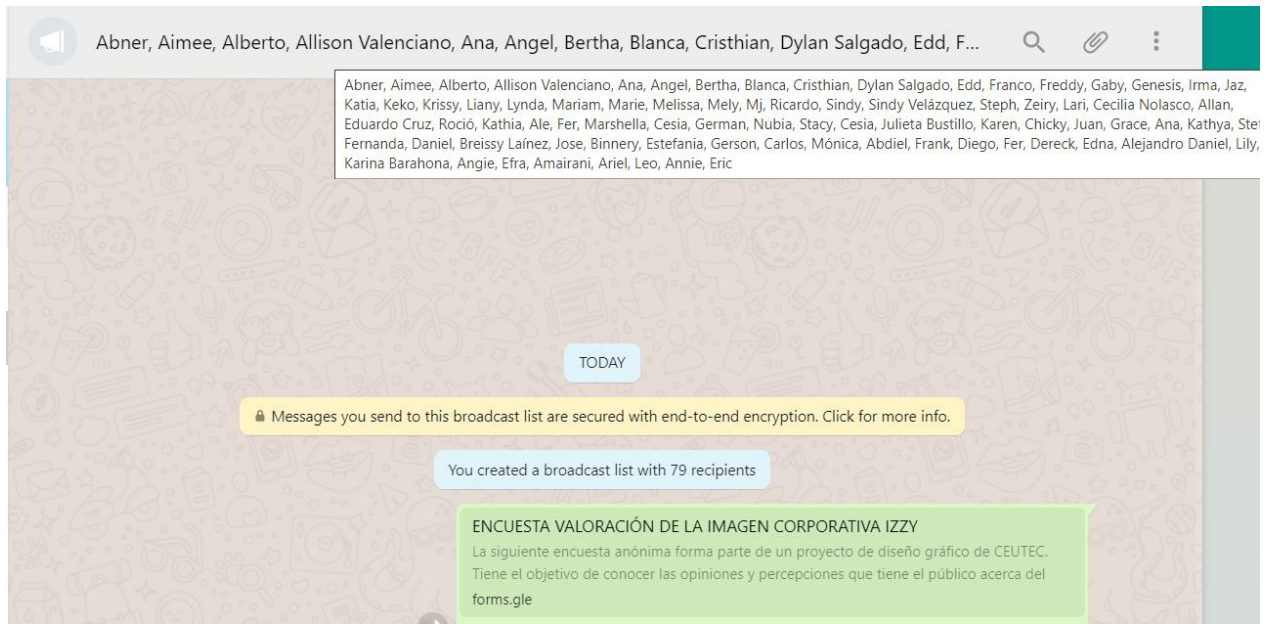 Abner, Aimee, Alberto, Allison Valenciano, Ana, Angel, Bertha, Blanca, Cristhian, Dylan Salgado, Edd, F...
Abner, Aimee, Alberto, Allison Valenciano, Ana, Angel, Bertha, Blanca, Cristhian, Dylan Salgado, Edd, Franco, Freddy, Gaby, Genesis, Irma, Jaz,
Katia, Keko, Krissy, Liany, Lynda, Mariam, Marie, Melissa, Mely, Mj, Ricardo, Sindy, Sindy Velázquez, Steph, Zeiry, Lari, Cecilia Nolasco, Allan,
Eduardo Cruz, Roció, Kathia, Ale, Fer, Marshella, Cesia, German, Nubia, Stacy, Cesia, Julieta Bustillo, Karen, Chicky, Juan, Grace, Ana, Kathya,
Fernanda, Daniel, Breissy Laínez, Jose, Binnery, Estefania, Gerson, Carlos, Mónica, Abdiel, Frank, Diego, Fer, Dereck, Edna, Alejandro Daniel, Lily,
Karina Barahona, Angie, Efra, Amairani, Ariel, Leo, Annie, Eric
TODAY
Messages you send to this broadcast list are secured with end-to-end encryption. Click for more info.
You created a broadcast list with 79 recipients
ENCUESTA VALORACIÓN DE LA IMAGEN CORPORATIVA IZZY
La siguiente encuesta anónima forma parte de un proyecto de diseño gráfico de CEUTEC.
Tiene el objetivo de conocer las opiniones y percepciones que tiene el público acerca del
forms.gle